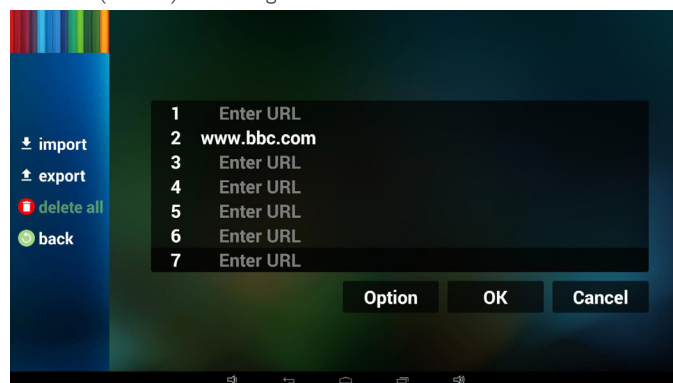 import
export
delete all
back
1 Enter URL
2 www.bbc.com
3 Enter URL
4 Enter URL
5 Enter URL
6 Enter URL
7 Enter URL
Option OK Cancel